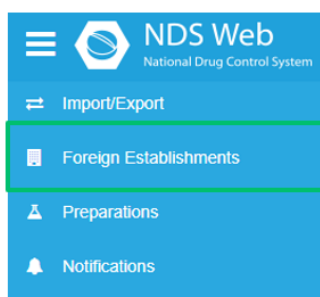 NDS Web
National Drug Control System
Import/Export
Foreign Establishments
Preparations
Notifications